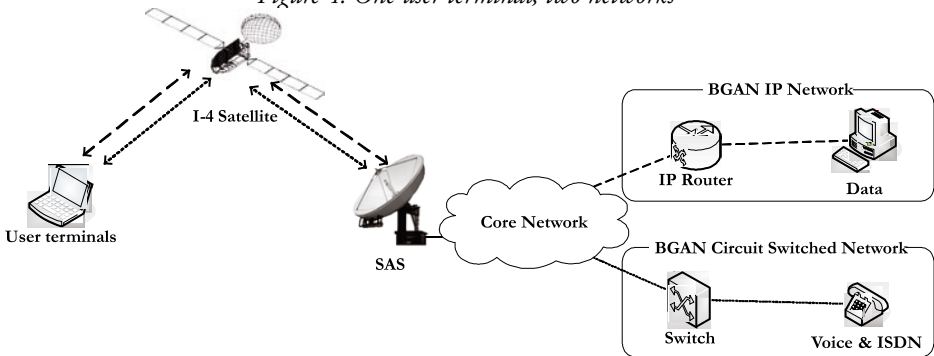 Figure 1: One user terminal, two networks
I-4 Satellite
User terminals
SAS
Core Network
BGAN IP Network
IP Router
Data
BGAN Circuit Switched Network
Switch
Voice & ISDN